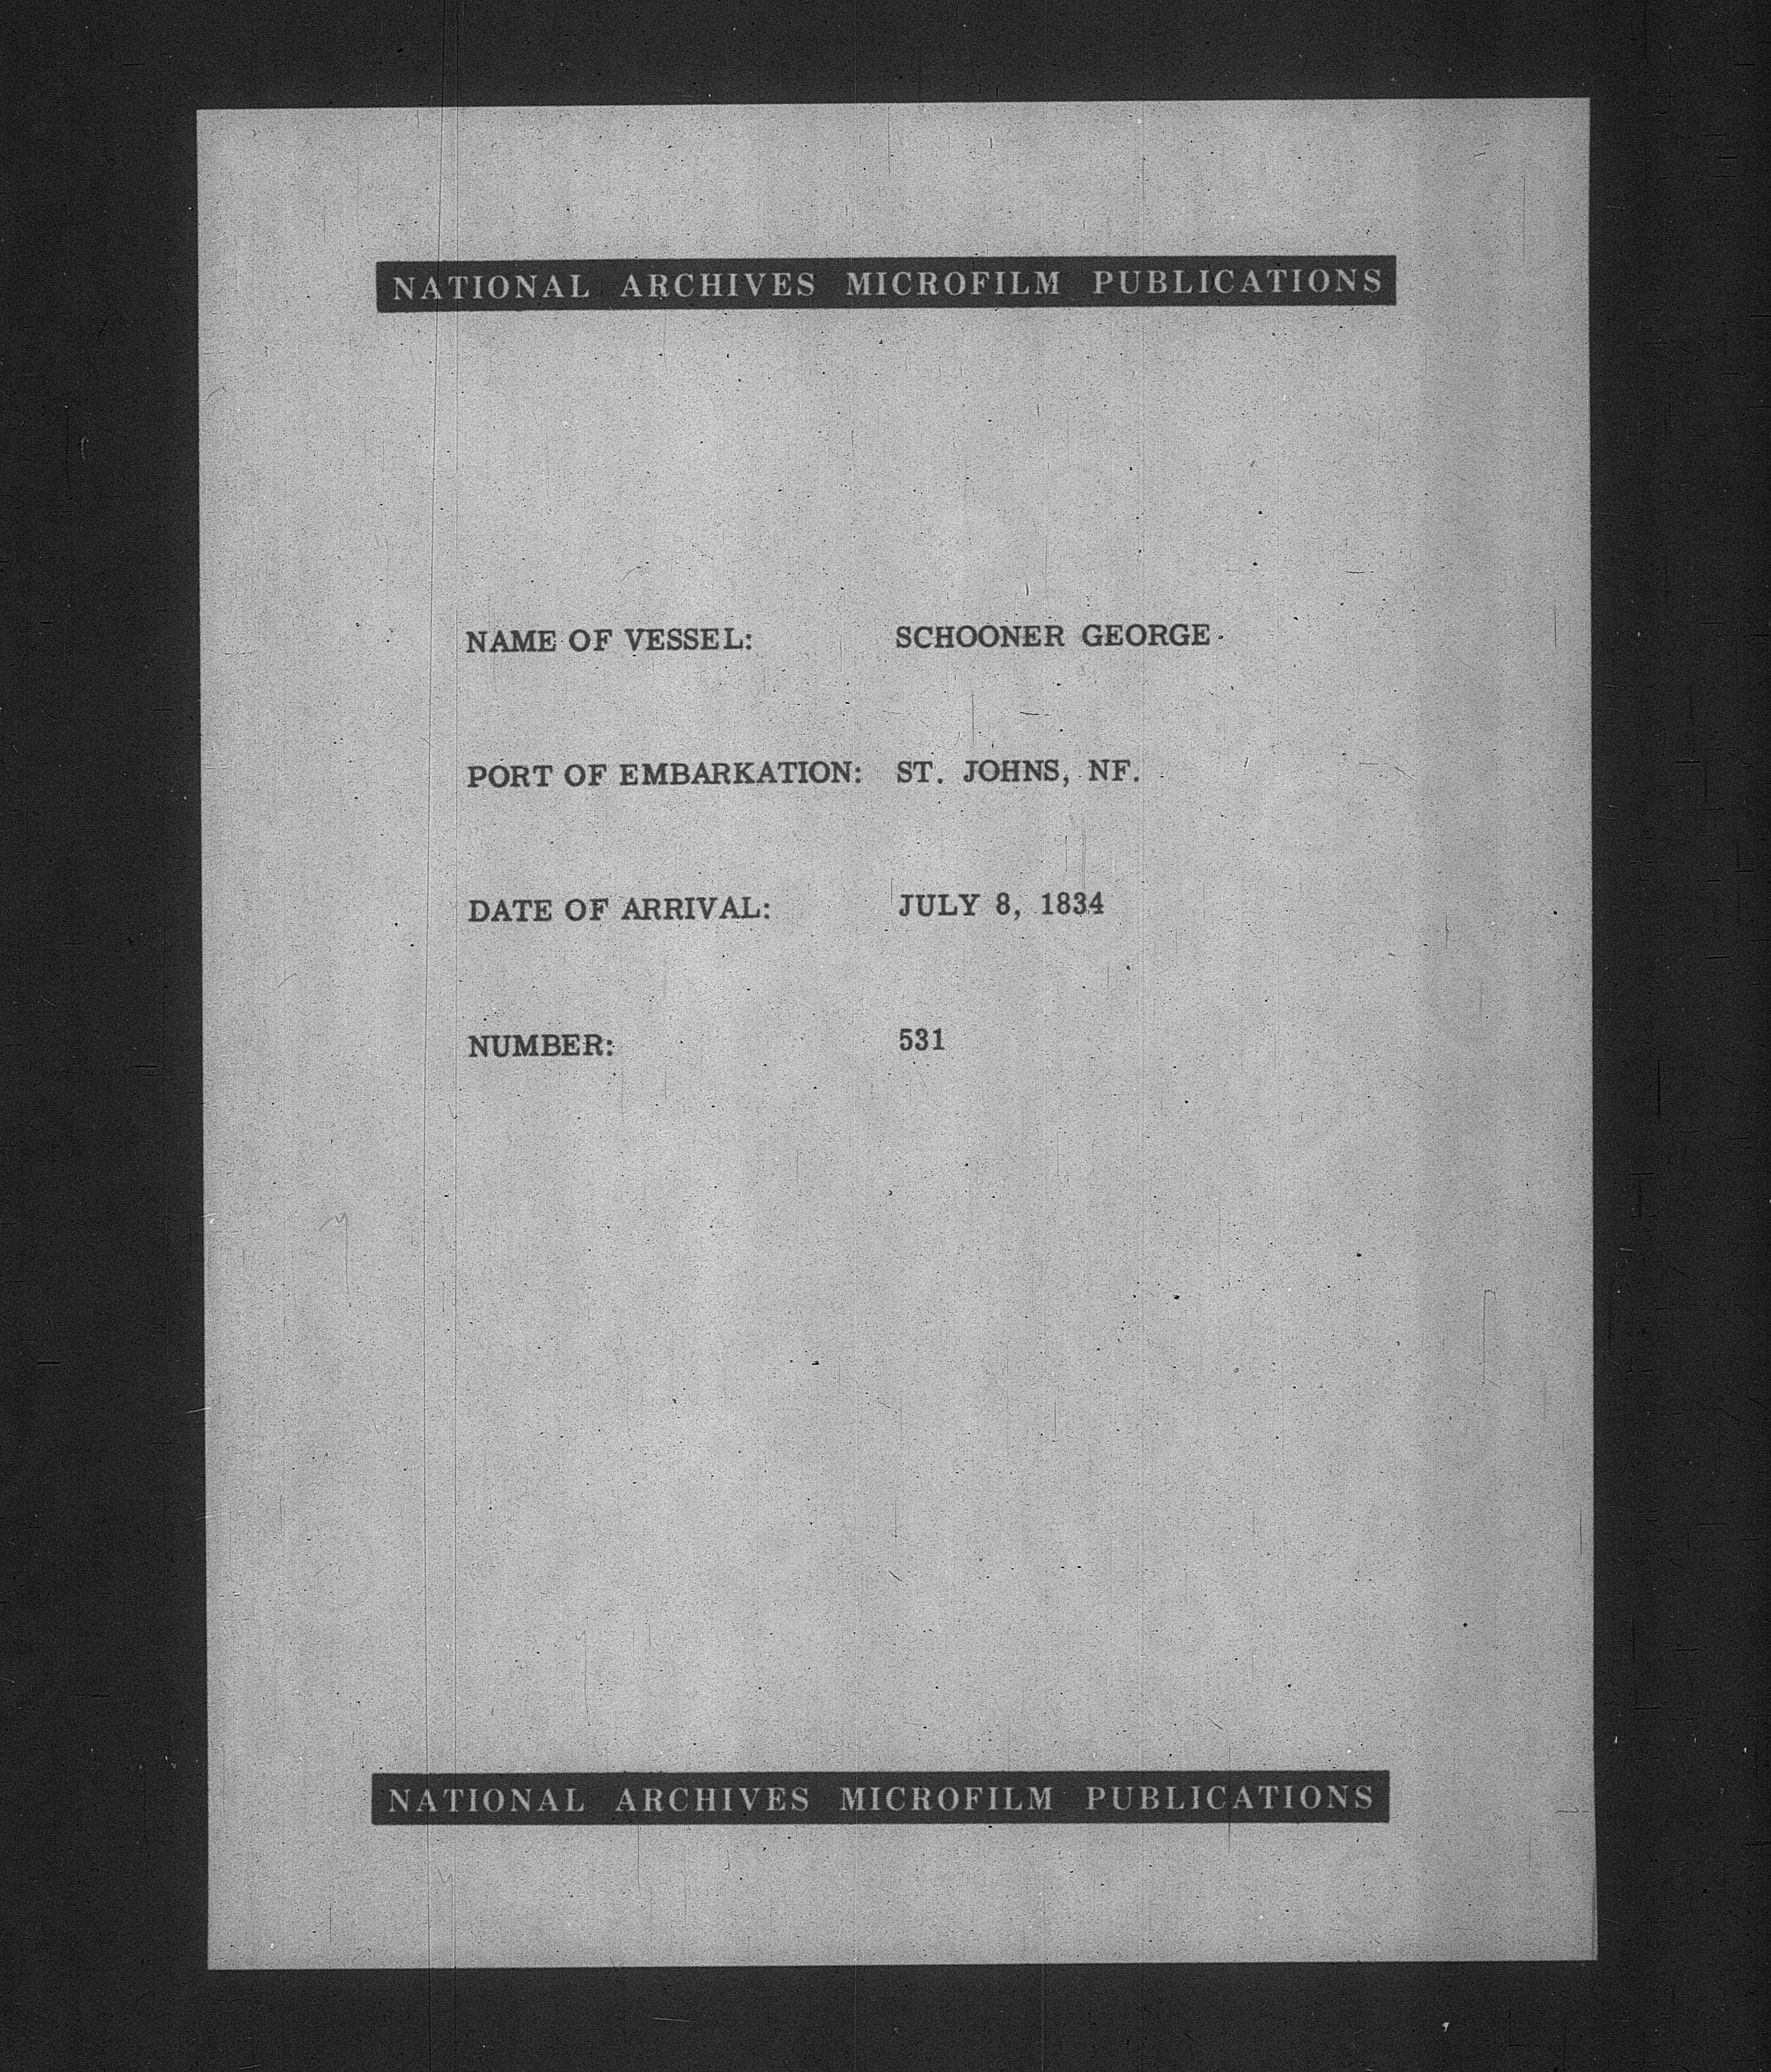 NATIONAL ARCHIVES MICROFILM PUBLICATIONS
NAME OF VESSEL: SCHOONER GEORGE
PORT OF EMBARKATION: ST. JOHNS, NF.
DATE OF ARRIVAL: JULY 8, 1834
NUMBER: 531
NATIONAL ARCHIVES MICROFILM PUBLICATIONS